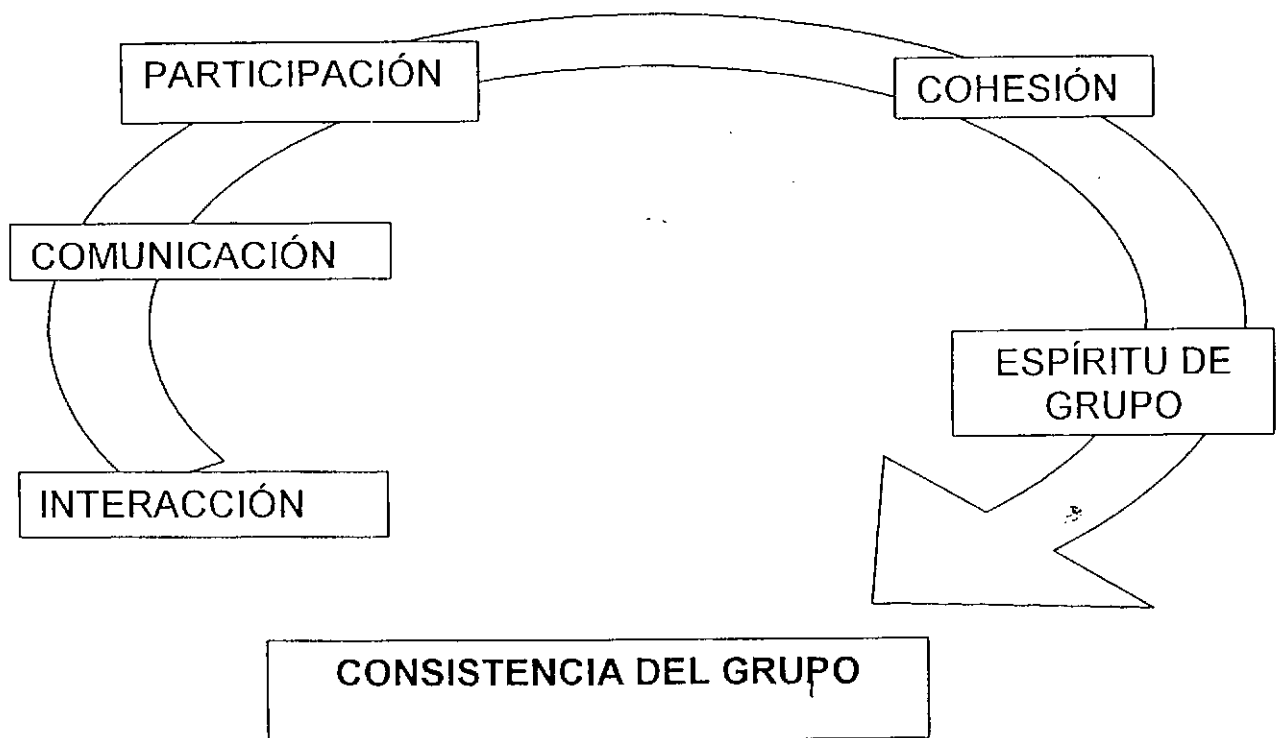 PARTICIPACIÓN
COHESIÓN
COMUNICACIÓN
ESPÍRITU DE
GRUPO
INTERACCIÓN
CONSISTENCIA DEL GRUPO